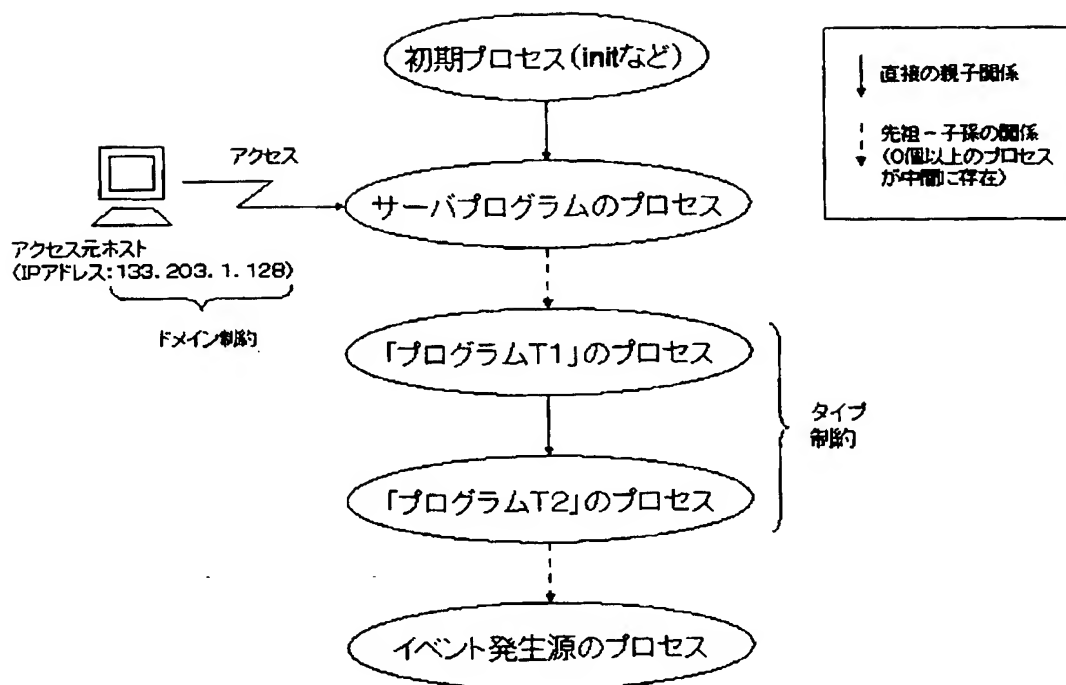 初期プロセス(initなど)
直接の親子関係
先祖－子孫の関係
(0個以上のプロセス
が中間に存在)
アクセス
サーバプログラムのプロセス
アクセス元ホスト
(IPアドレス:133.203.1.128)
ドメイン制約
「プログラムT1」のプロセス
タイプ
制約
「プログラムT2」のプロセス
イベント発生源のプロセス